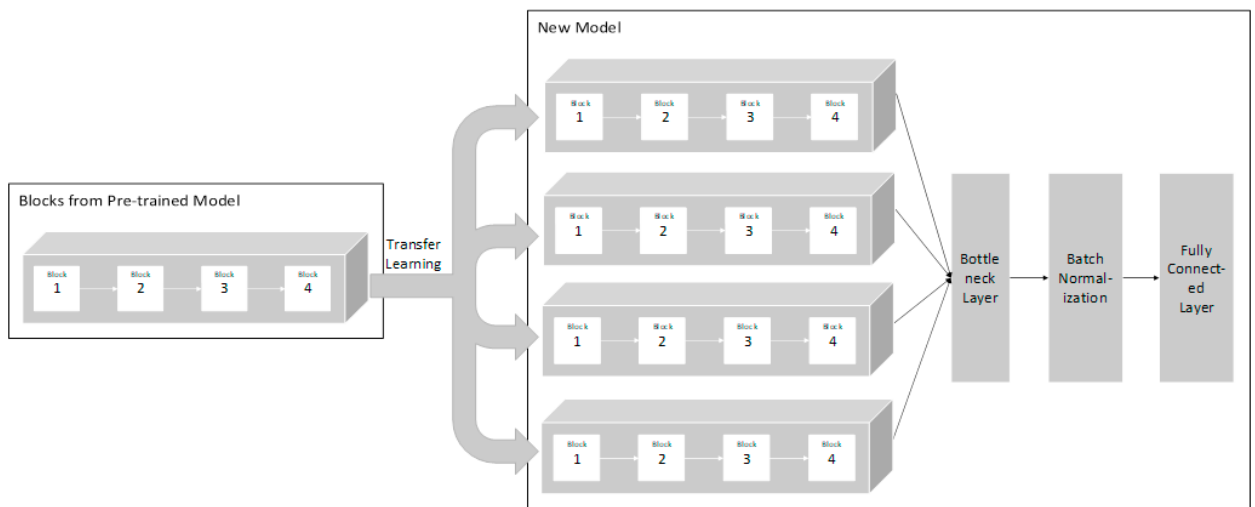 New Model
Block Block Block Block
1 2 3 4
Blocks from Pre-trained Model
Block Block Block Block
1 2 3 4
Transfer
Learning
Block Block Block Block
1 2 3 4
Block Block Block Block
1 2 3 4
Block Block Block Block
1 2 3 4
Bottle
neck
Layer
Batch
Normal-
ization
Fully
Connect-
ed
Layer